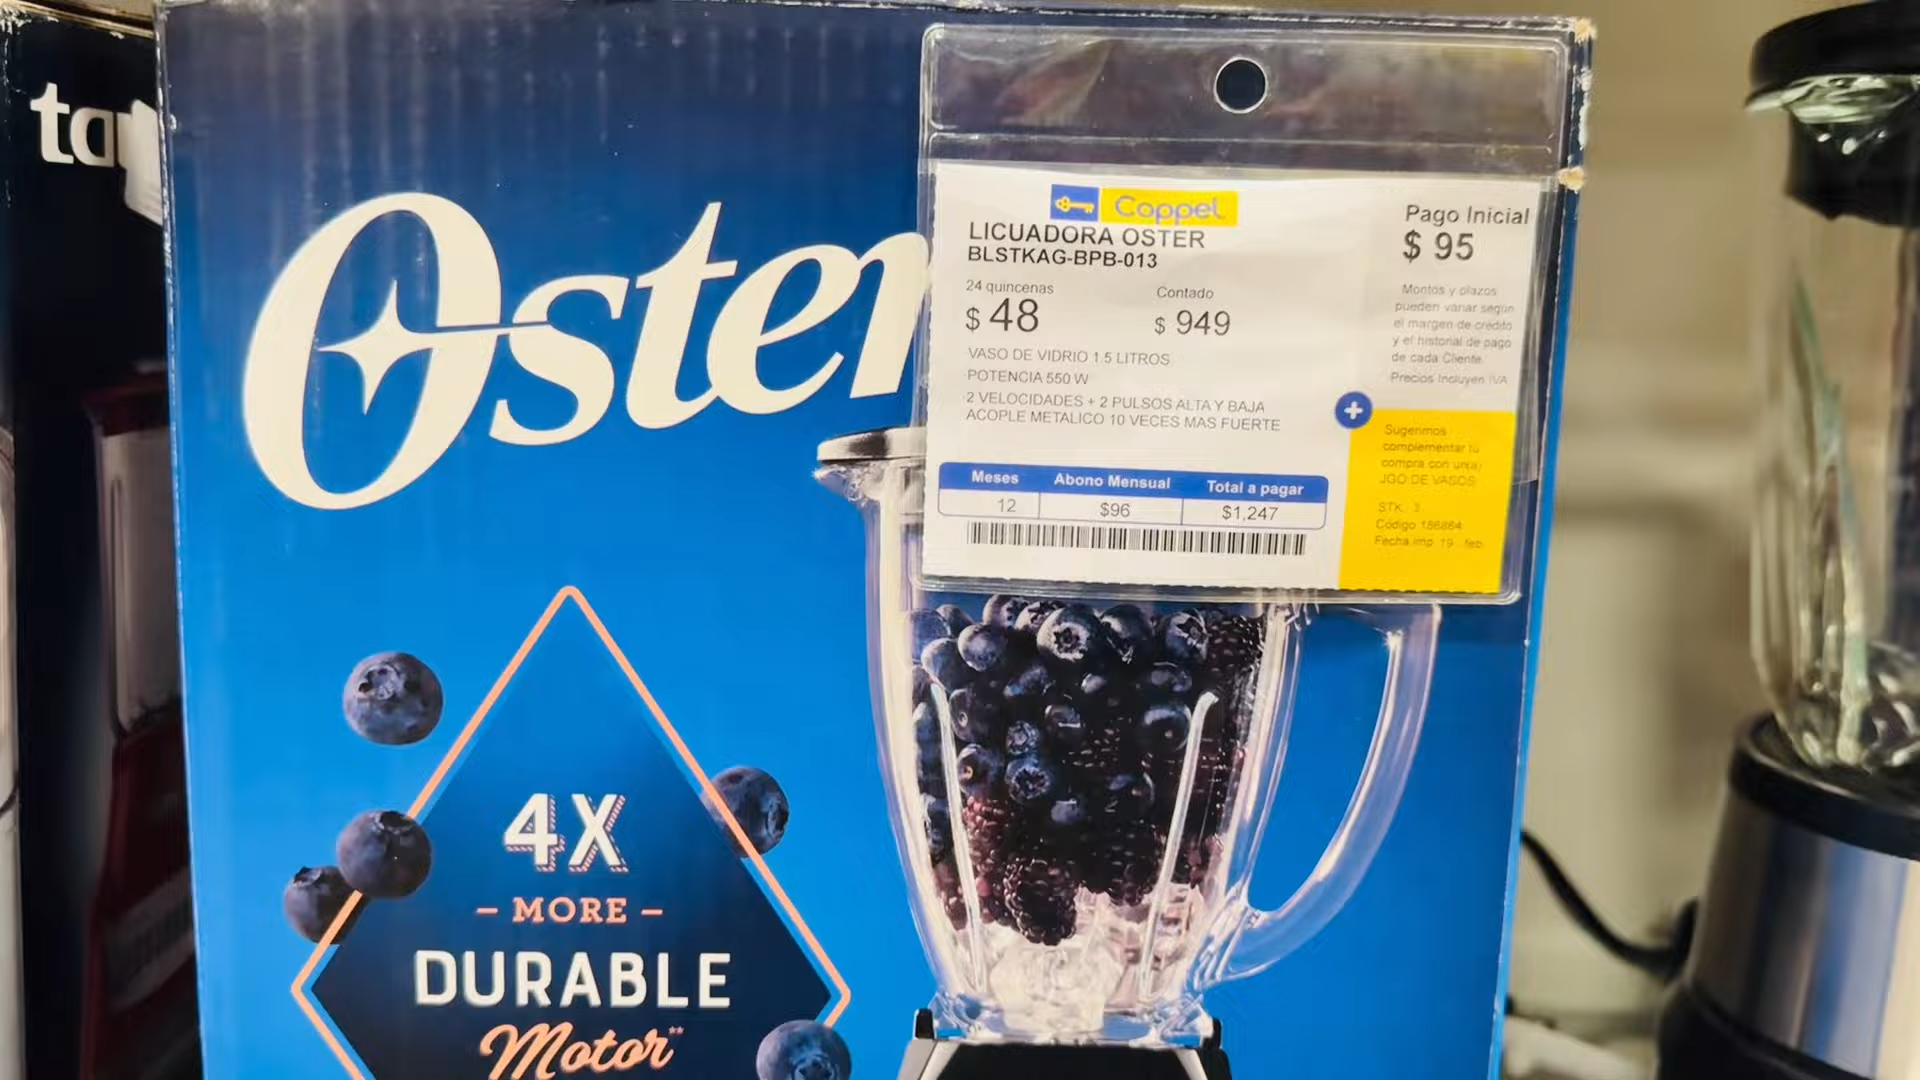 Oster
4X
- MORE -
DURABLE
Motor**
Coppel
LICUADORA OSTER
BLSTKAG-BPB-013
24 quincenas
$ 48
Contado
$ 949
VASO DE VIDRIO 1.5 LITROS
POTENCIA 550 W
2 VELOCIDADES + 2 PULSOS ALTA Y BAJA
ACOPLE METALICO 10 VECES MAS FUERTE
Meses Abono Mensual Total a pagar
12 $96 $1,247
Pago Inicial
$ 95
Montos y plazos
pueden variar según
el margen de crédito
y el historial de pago
de cada Cliente.
Precios Incluyen IVA
+
Sugerimos
complementar tu
compra con un(a)
JGO DE VASOS
STK. 3
Código 186864
Fecha imp. 19 feb.